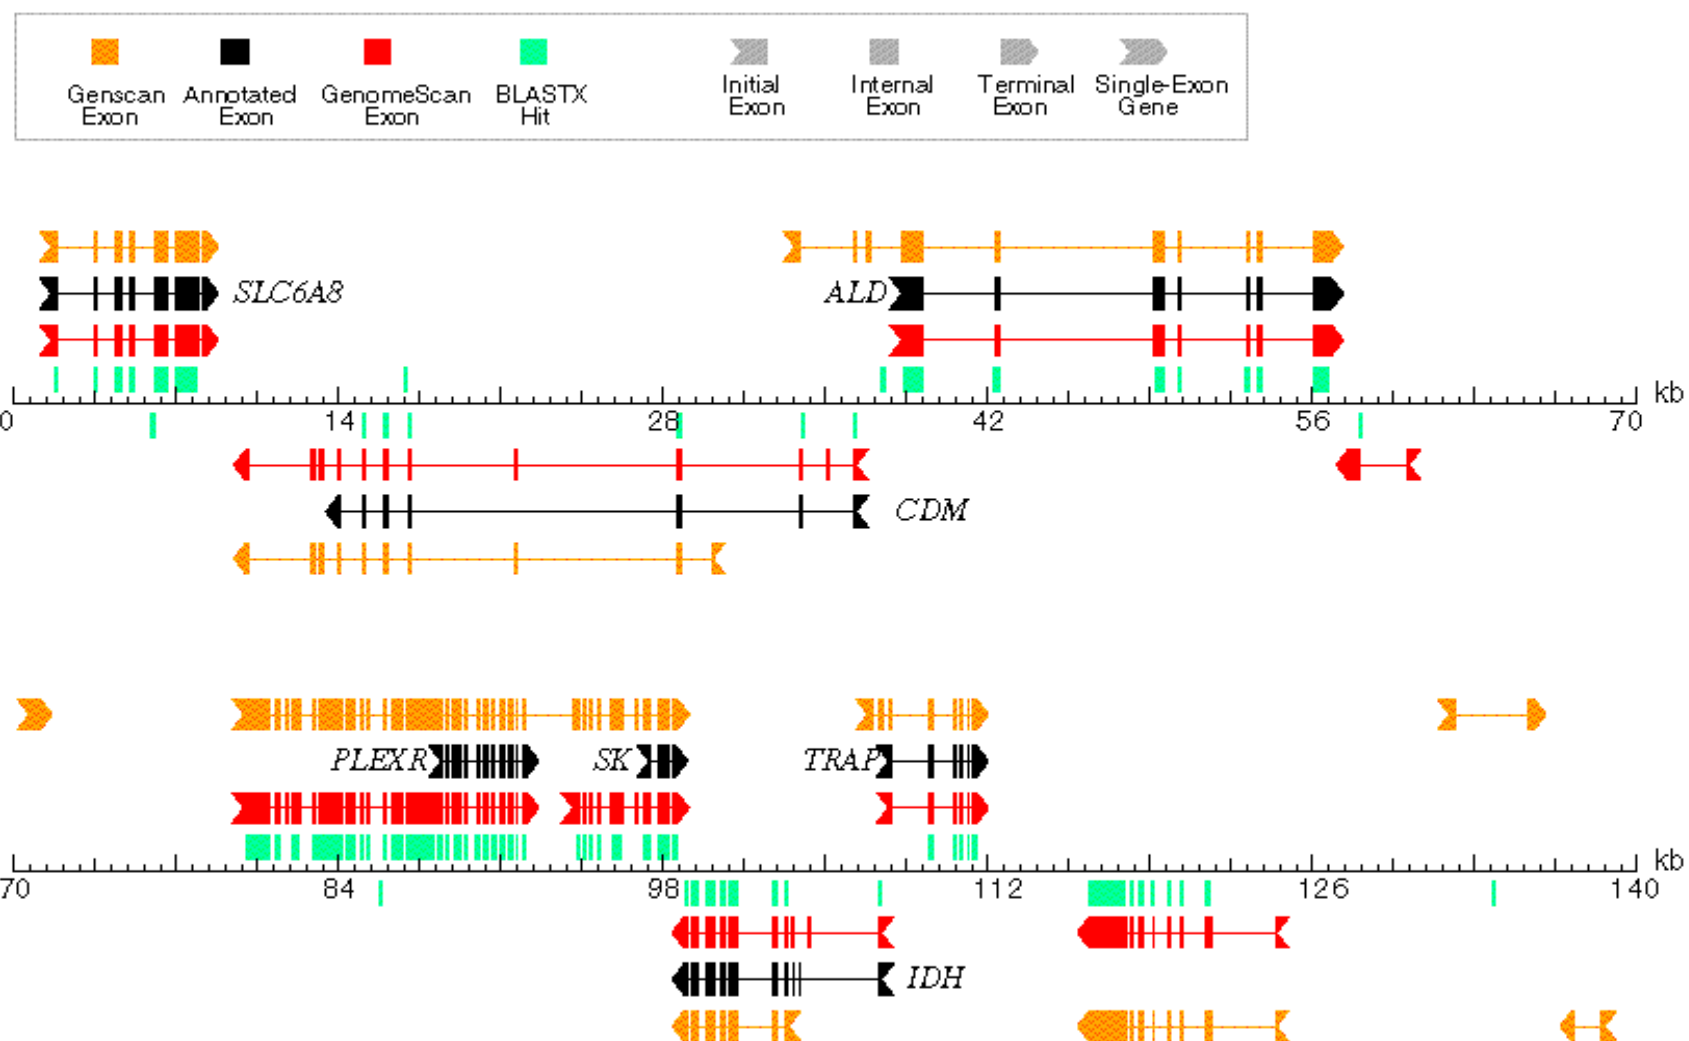 Genscan Annotated GenomeScan BLASTX Initial Internal Terminal Single-Exon
Exon Exon Exon Hit Exon Exon Exon Gene
SLC6A8
ALD
kb
0 14 28 42 56 70
CDM
PLEXR SK TRAP
kb
70 84 98 112 126 140
IDH